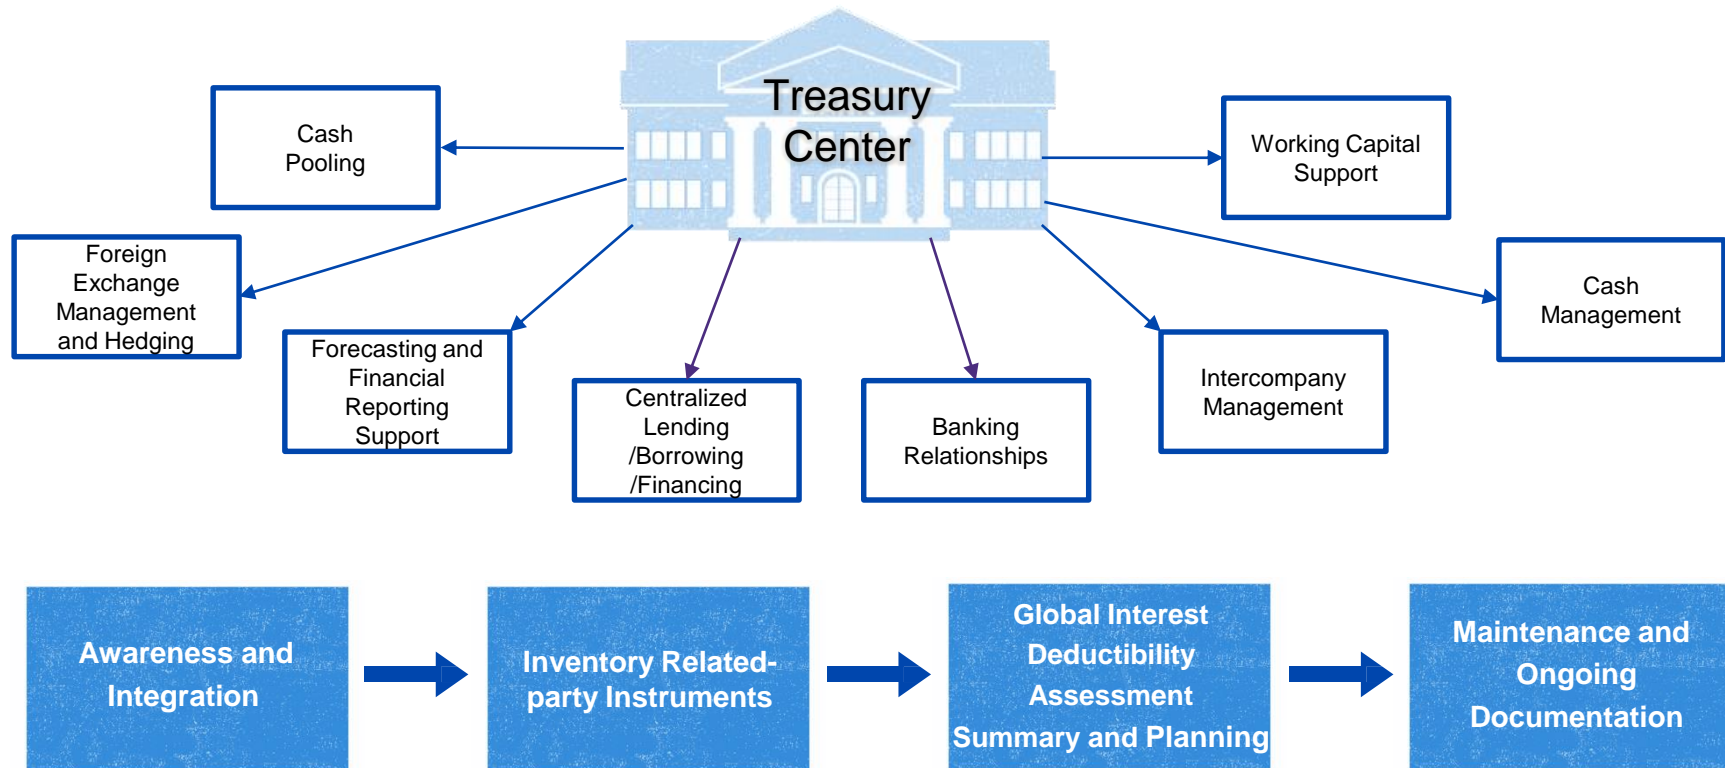 Treasury
Center
Cash
Pooling
Working Capital
Support
Foreign
Exchange
Management
and Hedging
Cash
Management
Forecasting and
Financial
Reporting
Support
Centralized
Lending
/Borrowing
/Financing
Banking
Relationships
Intercompany
Management
Awareness and
Integration
Inventory Related-
party Instruments
Global Interest
Deductibility
Assessment
Summary and Planning
Maintenance and
Ongoing
Documentation